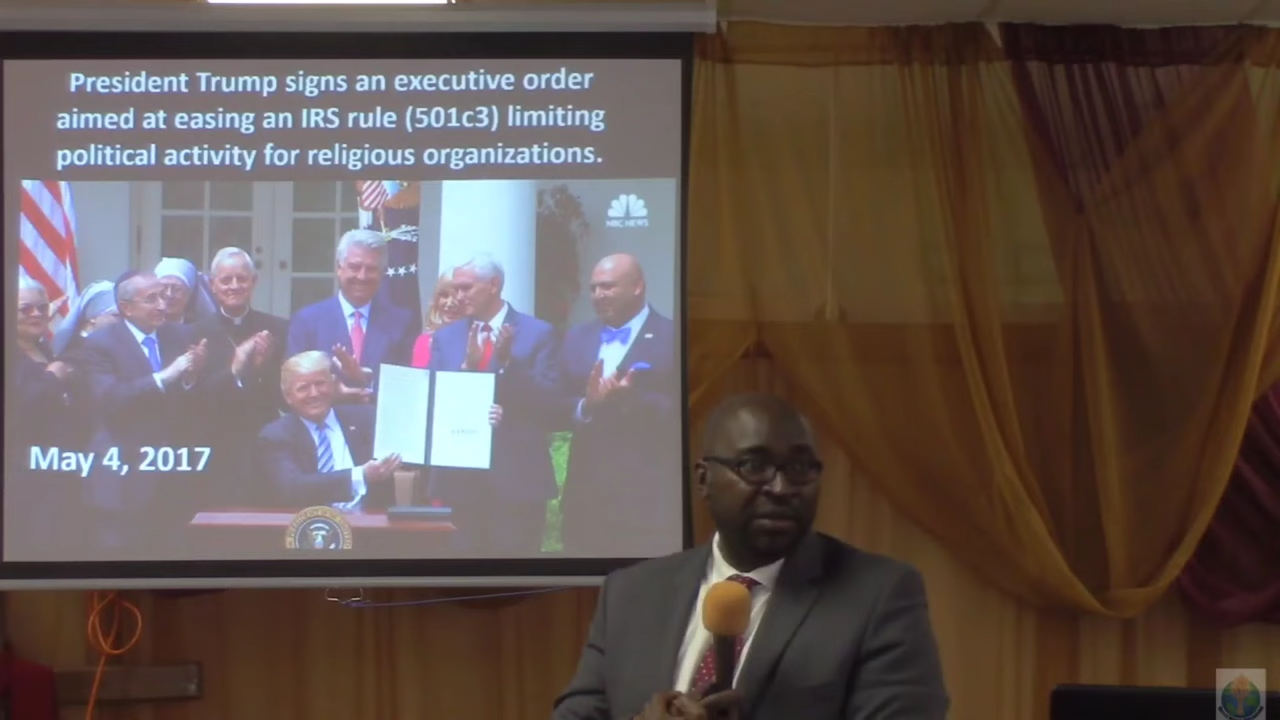 President Trump signs an executive order
aimed at easing an IRS rule (501c3) limiting
political activity for religious organizations.
NBC NEWS
May 4, 2017